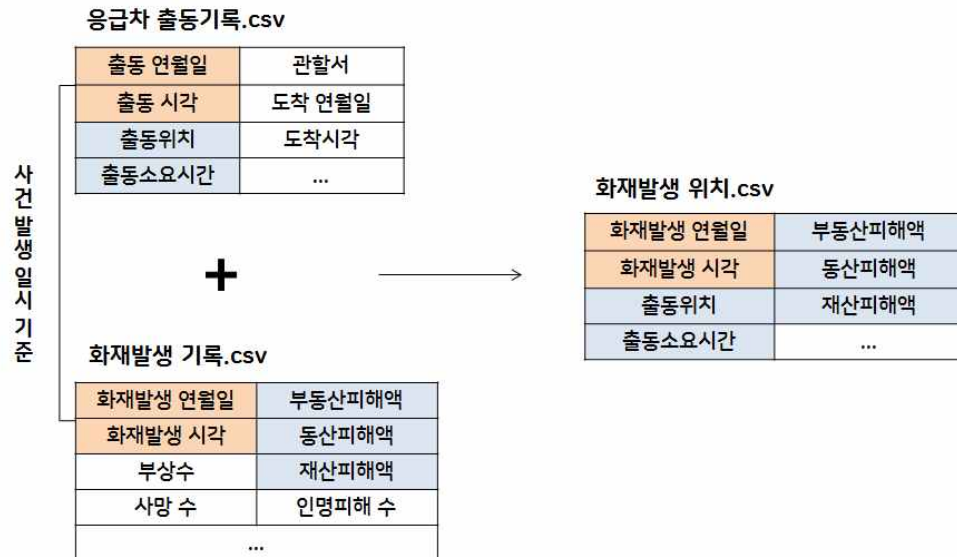 응급차 출동기록.csv
출동 연월일 관할서
출동 시각 도착 연월일
출동위치 도착시각
출동소요시간 ...
사건발생일시 기준
+
화재발생 기록.csv
화재발생 연월일 부동산피해액
화재발생 시각 동산피해액
부상수 재산피해액
사망 수 인명피해 수
...
화재발생 위치.csv
화재발생 연월일 부동산피해액
화재발생 시각 동산피해액
출동위치 재산피해액
출동소요시간 ...